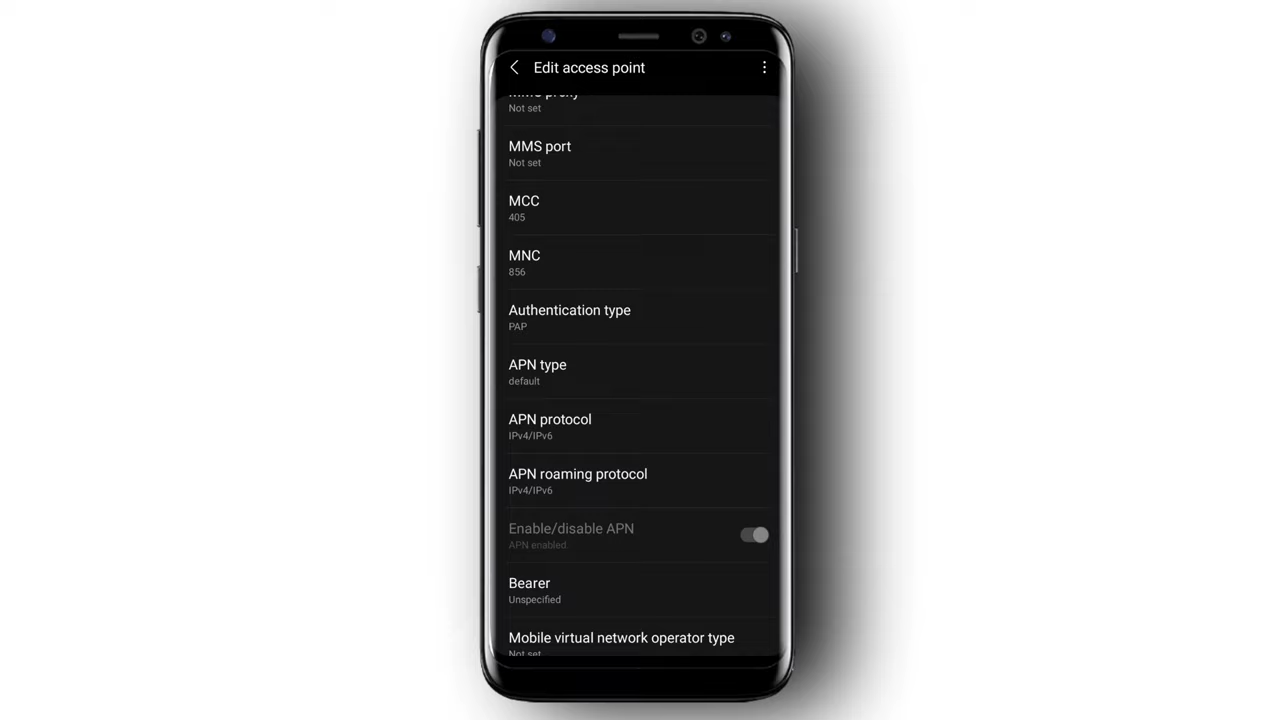 Edit access point
MMS proxy
Not set
MMS port
Not set
MCC
405
MNC
856
Authentication type
PAP
APN type
default
APN protocol
IPv4/IPv6
APN roaming protocol
IPv4/IPv6
Enable/disable APN
APN enabled.
Bearer
Unspecified
Mobile virtual network operator type
Not set